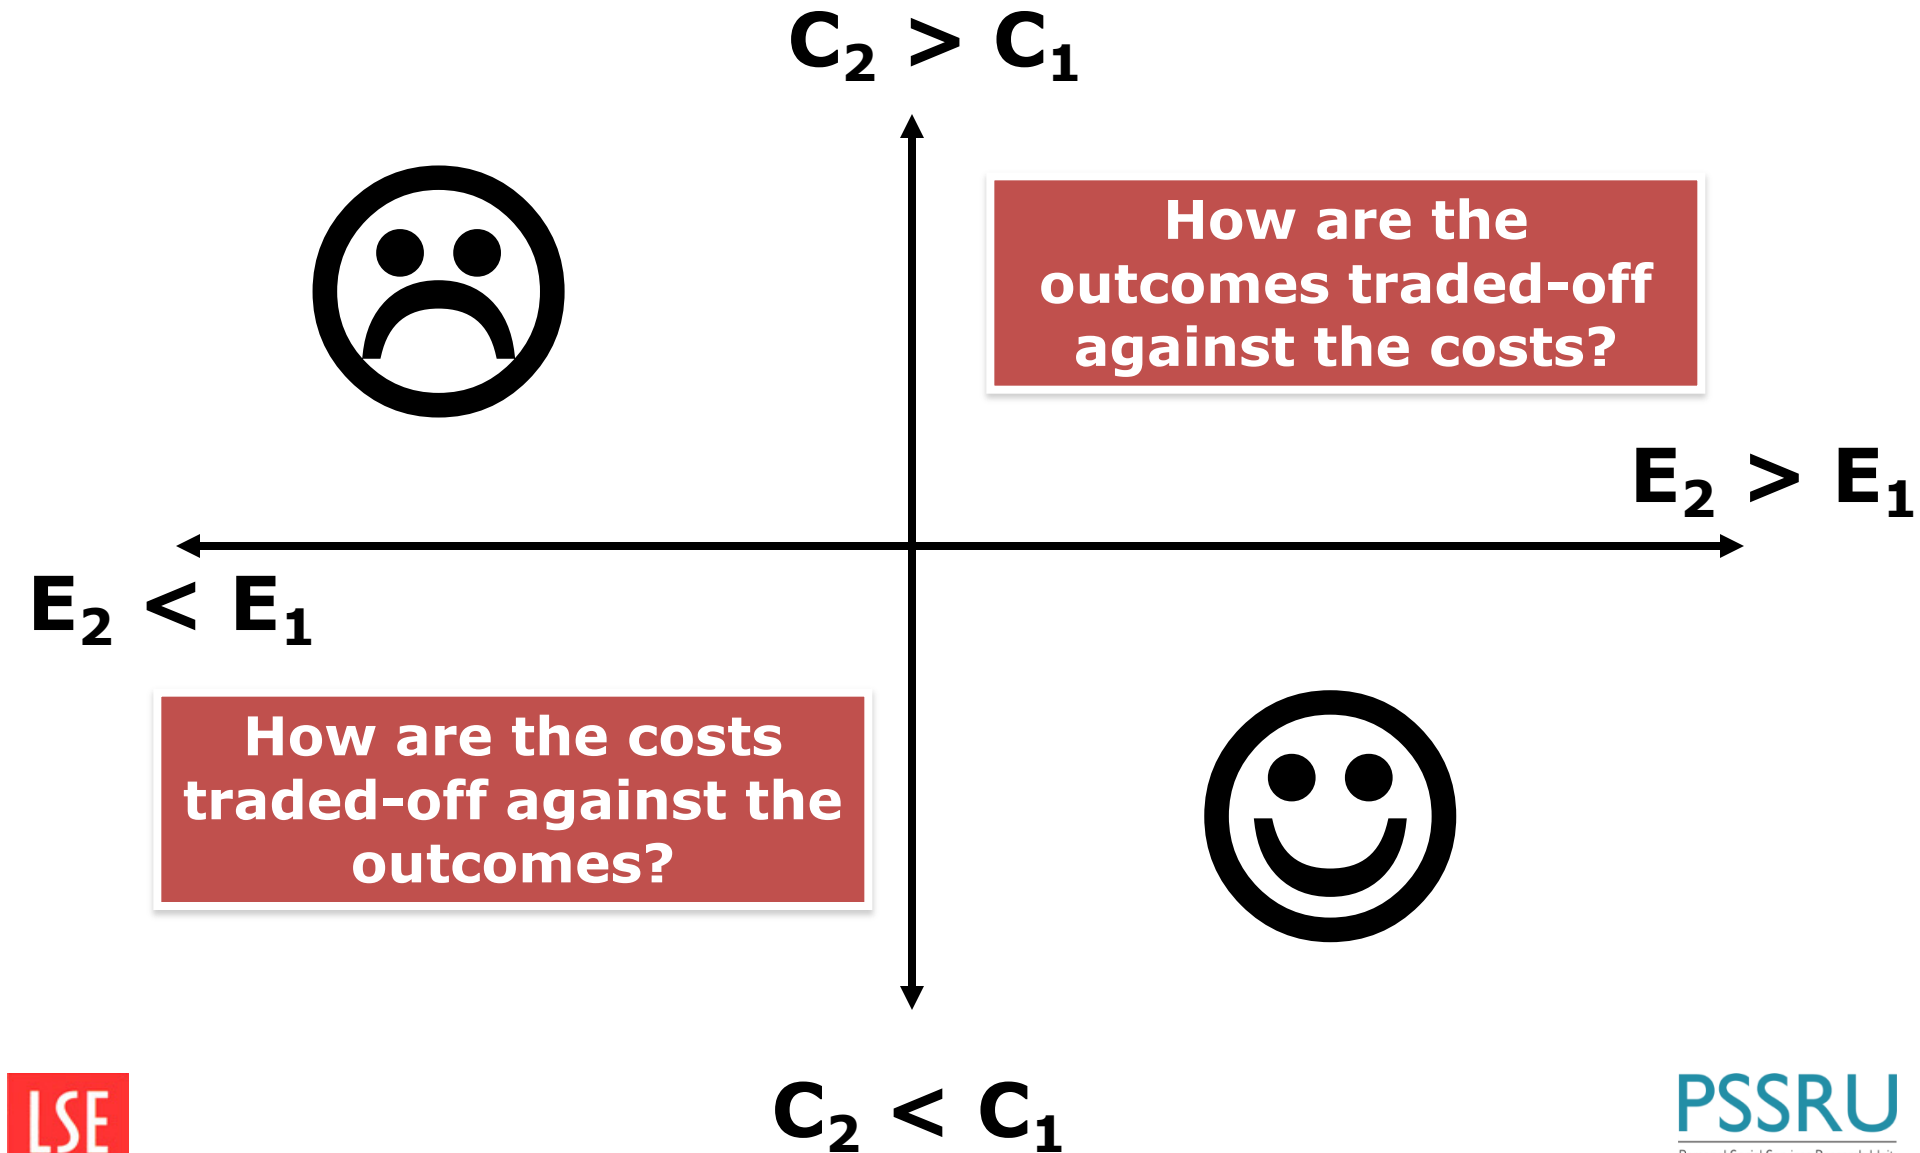 C₂ > C₁
How are the
outcomes traded-off
against the costs?
E₂ > E₁
E₂ < E₁
How are the costs
traded-off against the
outcomes?
C₂ < C₁
LSE
PSSRU